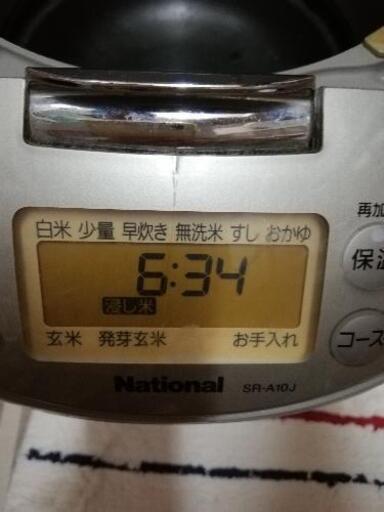 白米 少量 早炊き 無洗米 すし おかゆ
再加
保温
6:34
浸し米
コース
玄米 発芽玄米 お手入れ
National SR-A10J